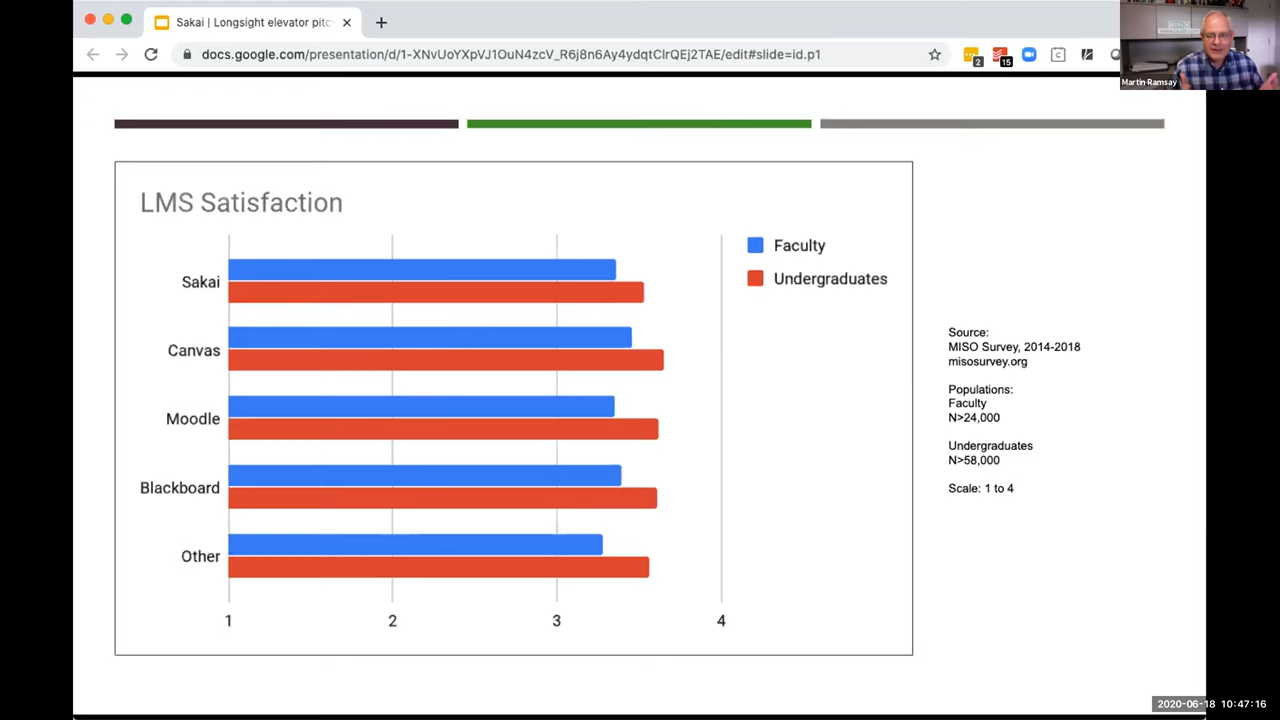 Sakai | Longsight elevator pitc
docs.google.com/presentation/d/1-XNvUoYXpVJ1OUN4zcV_R6j8n6Ay4ydqtClrQEj2TAE/edit#slide=id.p1
2
15
Martin Ramsay
LMS Satisfaction
Faculty
Undergraduates
Sakai
Canvas
Moodle
Blackboard
Other
1 2 3 4
Source:
MISO Survey, 2014-2018
misosurvey.org
Populations:
Faculty
N>24,000
Undergraduates
N>58,000
Scale: 1 to 4
2020-06-18 10:47:16